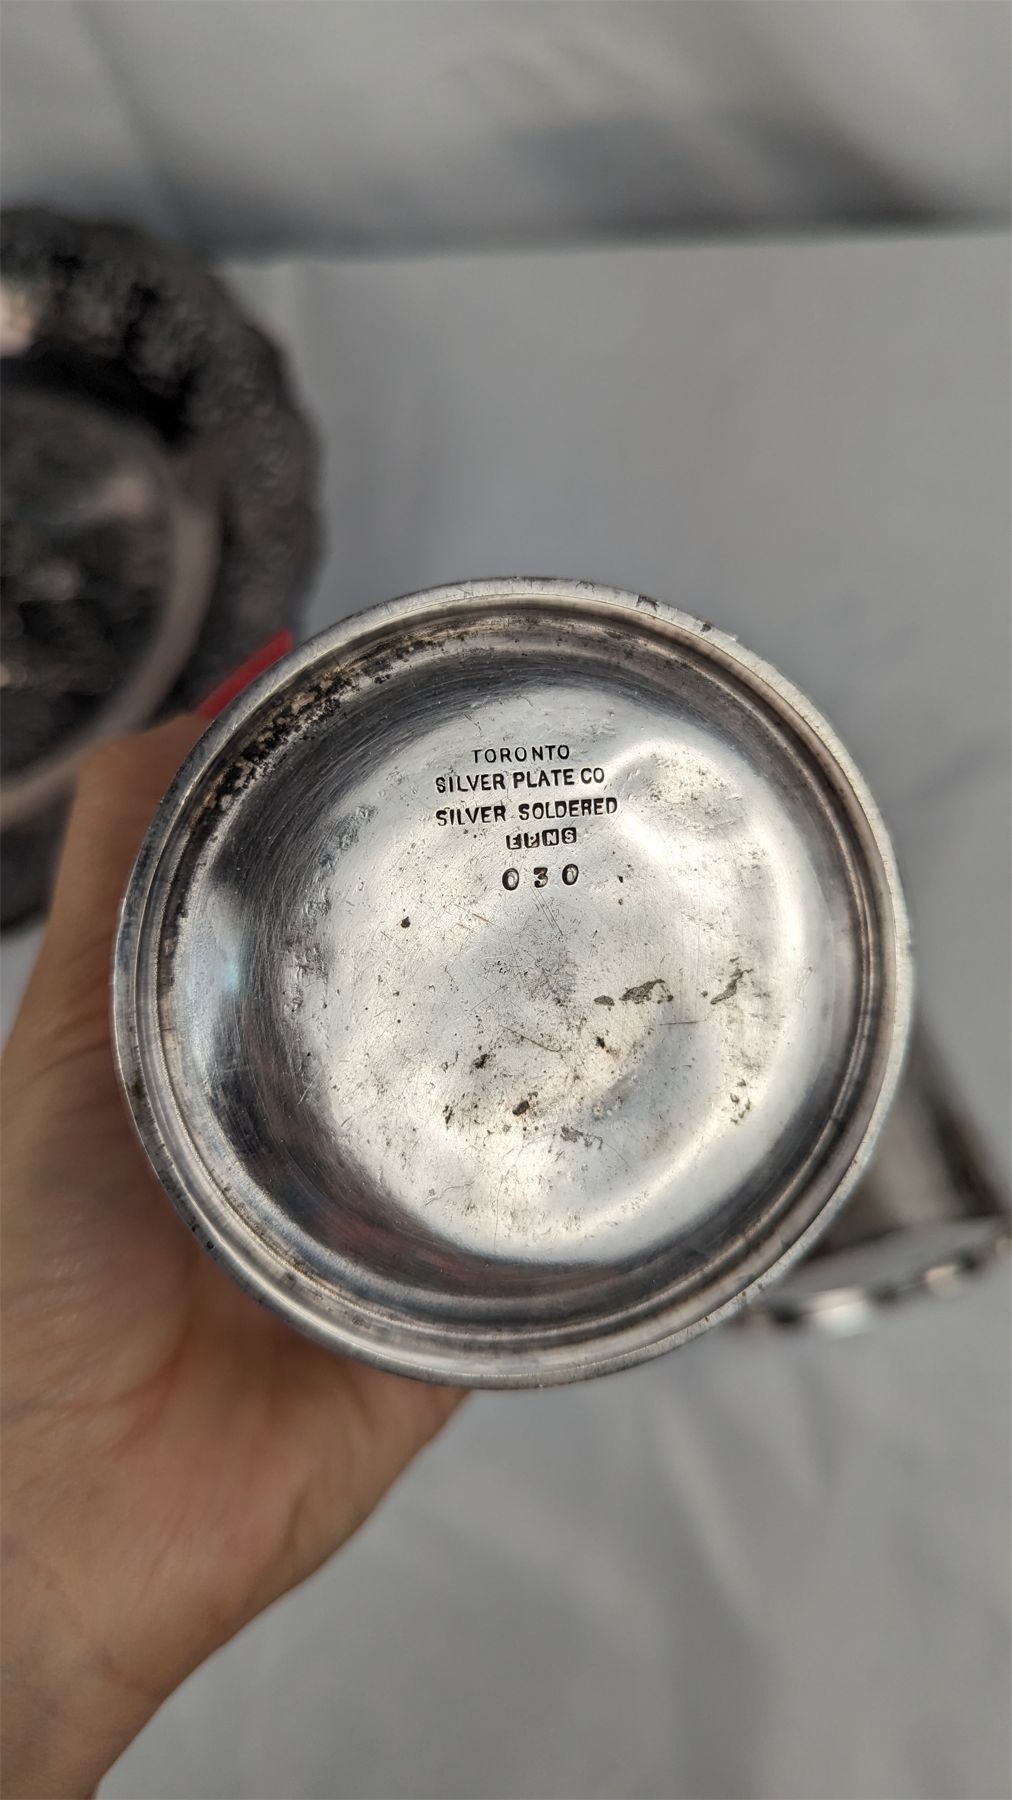 TORONTO
SILVER PLATE CO
SILVER SOLDERED
EPNS
030